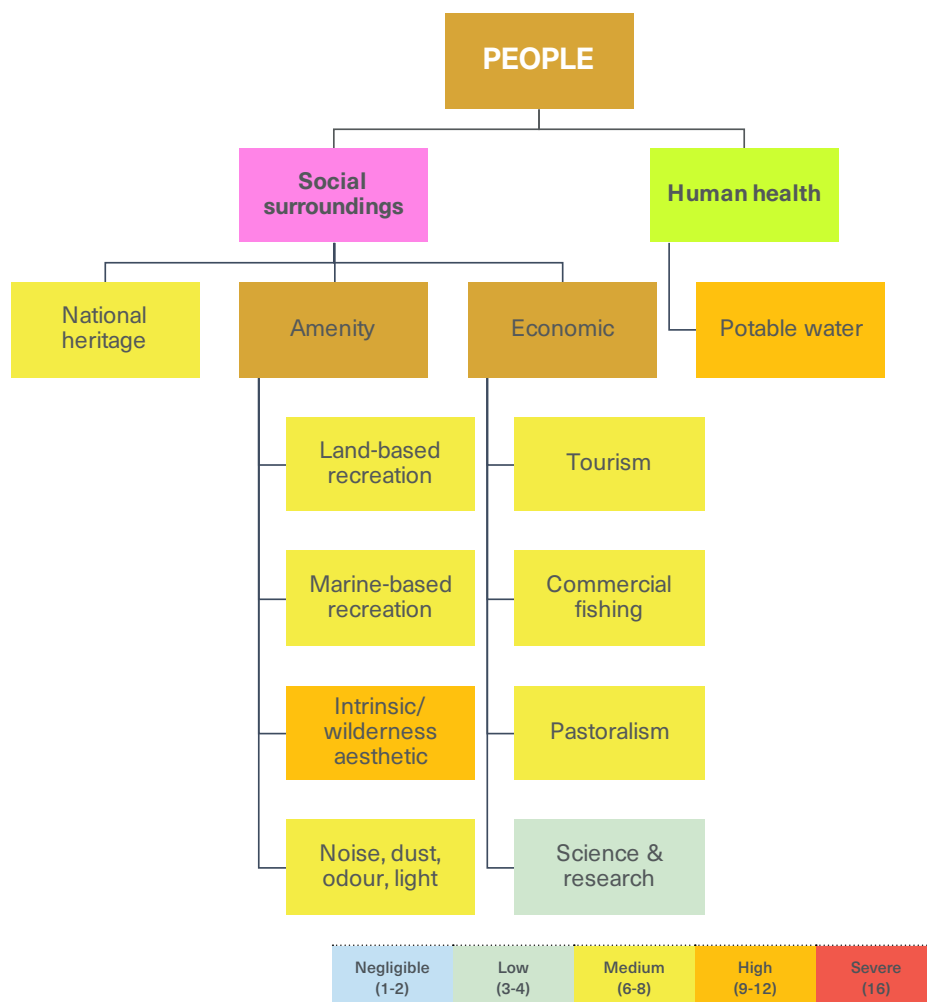 PEOPLE
Social
surroundings
Human health
National
heritage
Amenity
Economic
Potable water
Land-based
recreation
Tourism
Marine-based
recreation
Commercial
fishing
Intrinsic/
wilderness
aesthetic
Pastoralism
Noise, dust,
odour, light
Science &
research
Negligible
(1-2)
Low
(3-4)
Medium
(6-8)
High
(9-12)
Severe
(16)